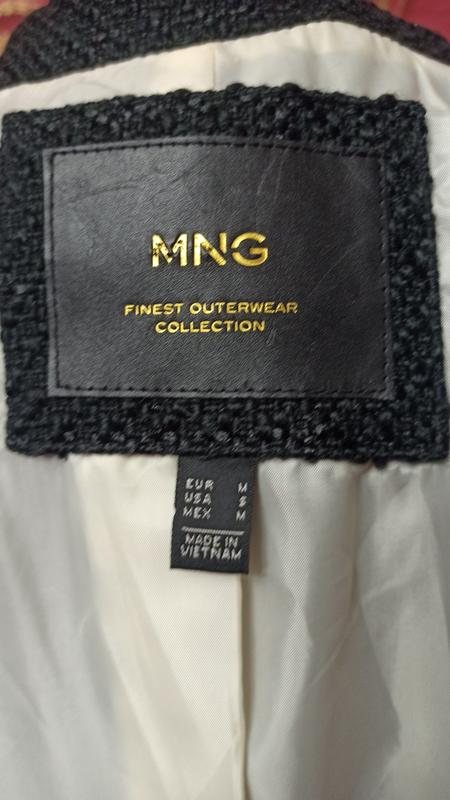 MNG
FINEST OUTERWEAR
COLLECTION
EUR M
USA S
MEX M
MADE IN
VIETNAM